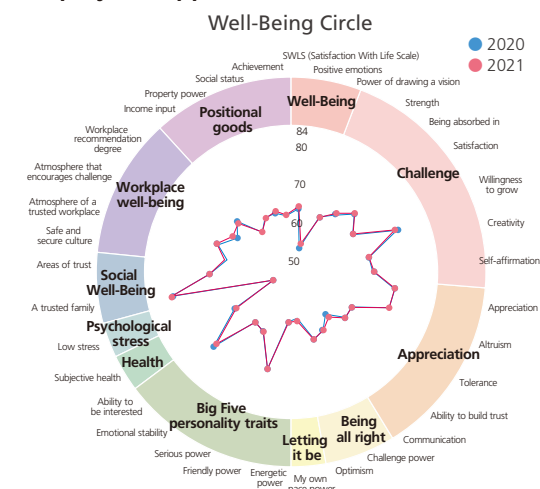 Well-Being Circle
2020
2021
SWLS (Satisfaction With Life Scale)
Positive emotions
Power of drawing a vision
Strength
Being absorbed in
Satisfaction
Willingness
to grow
Creativity
Self-affirmation
Appreciation
Altruism
Tolerance
Ability to build trust
Communication
Challenge power
Optimism
My own
pace power
Energetic
power
Friendly power
Serious power
Emotional stability
Ability to
be interested
Subjective health
Low stress
A trusted family
Areas of trust
Safe and
secure culture
Atmosphere of a
trusted workplace
Atmosphere that
encourages challenge
Workplace
recommendation
degree
Income input
Property power
Social status
Achievement
Well-Being
Challenge
Appreciation
Being
all right
Letting
it be
Big Five
personality traits
Health
Psychological
stress
Social
Well-Being
Workplace
well-being
Positional
goods
84
80
70
60
50